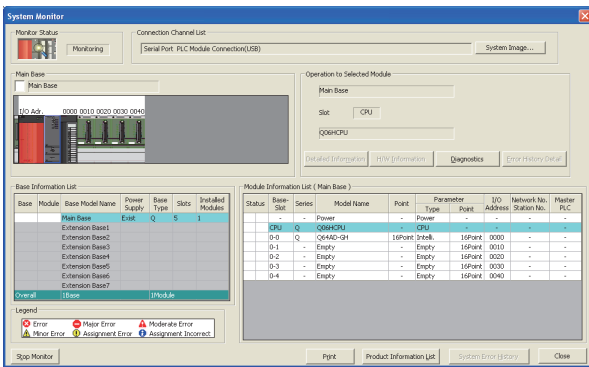 System Monitor
Monitor Status
Monitoring
Connection Channel List
Serial Port PLC Module Connection(USB)
System Image...
Main Base
Main Base
I/O Adr. 0000 0010 0020 0030 0040
Operation to Selected Module
Main Base
Slot CPU
Q06HCPU
Detailed Information H/W Information Diagnostics Error History Detail
Base Information List
Base Module Base Model Name Power Supply Base Type Slots Installed Modules
Main Base Exist Q 5 1
Extension Base1
Extension Base2
Extension Base3
Extension Base4
Extension Base5
Extension Base6
Extension Base7
Overall 1Base 1Module
Module Information List ( Main Base )
Status Base-Slot Series Model Name Point Parameter Type Point I/O Address Network No. Station No. Master PLC
- - Power - Power - - - -
CPU Q Q06HCPU - CPU - - - -
0-0 Q Q64AD-GH 16Point Intelli. 16Point 0000 - -
0-1 - Empty - Empty 16Point 0010 - -
0-2 - Empty - Empty 16Point 0020 - -
0-3 - Empty - Empty 16Point 0030 - -
0-4 - Empty - Empty 16Point 0040 - -
Legend
Error Major Error Moderate Error
Minor Error Assignment Error Assignment Incorrect
Stop Monitor Print Product Information List System Error History Close